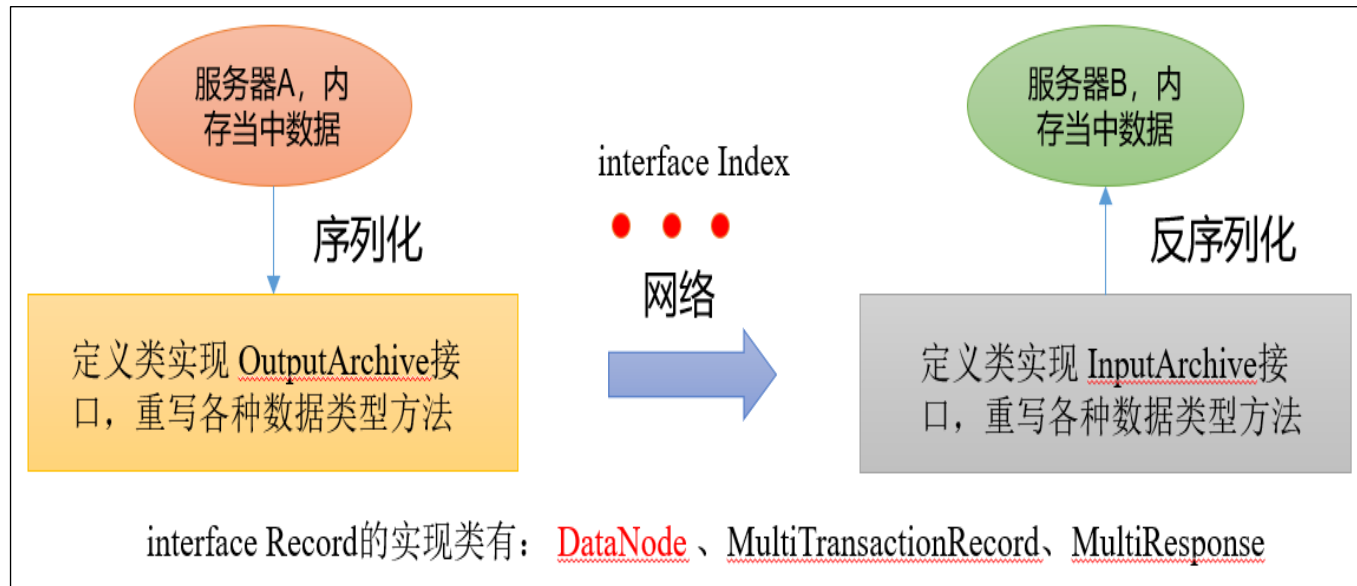 服务器A，内
存当中数据
服务器B，内
存当中数据
interface Index
序列化
网络
反序列化
定义类实现 OutputArchive接
口，重写各种数据类型方法
定义类实现 InputArchive接
口，重写各种数据类型方法
interface Record的实现类有： DataNode 、MultiTransactionRecord、MultiResponse